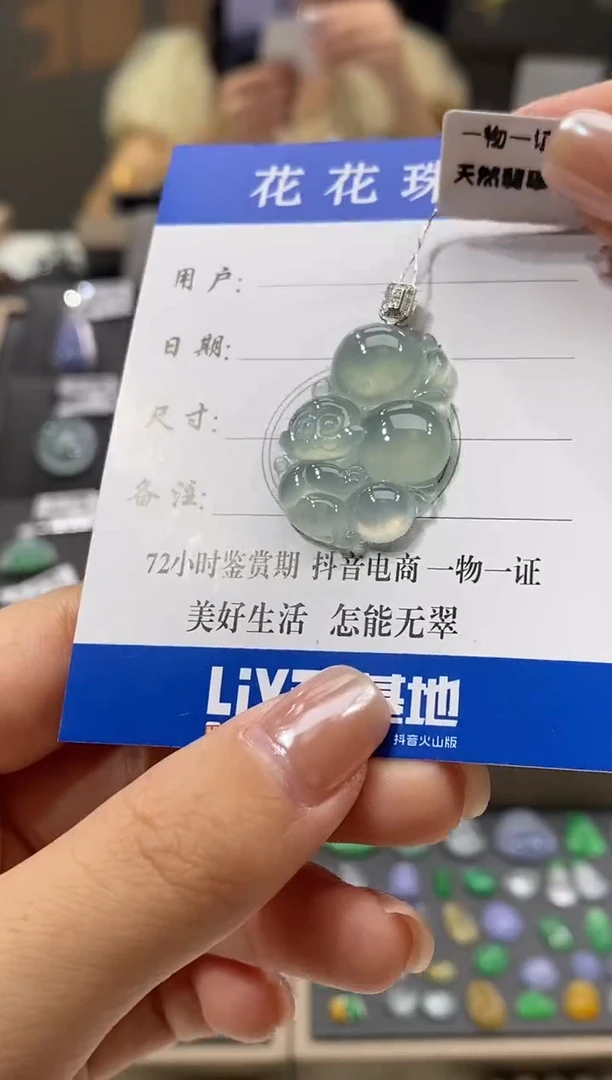 一物一证
天然翡翠
花花珠
用户:
日期:
尺寸:
备注:
72小时鉴赏期 抖音电商 一物一证
美好生活 怎能无翠
LiY 基地
抖音火山版